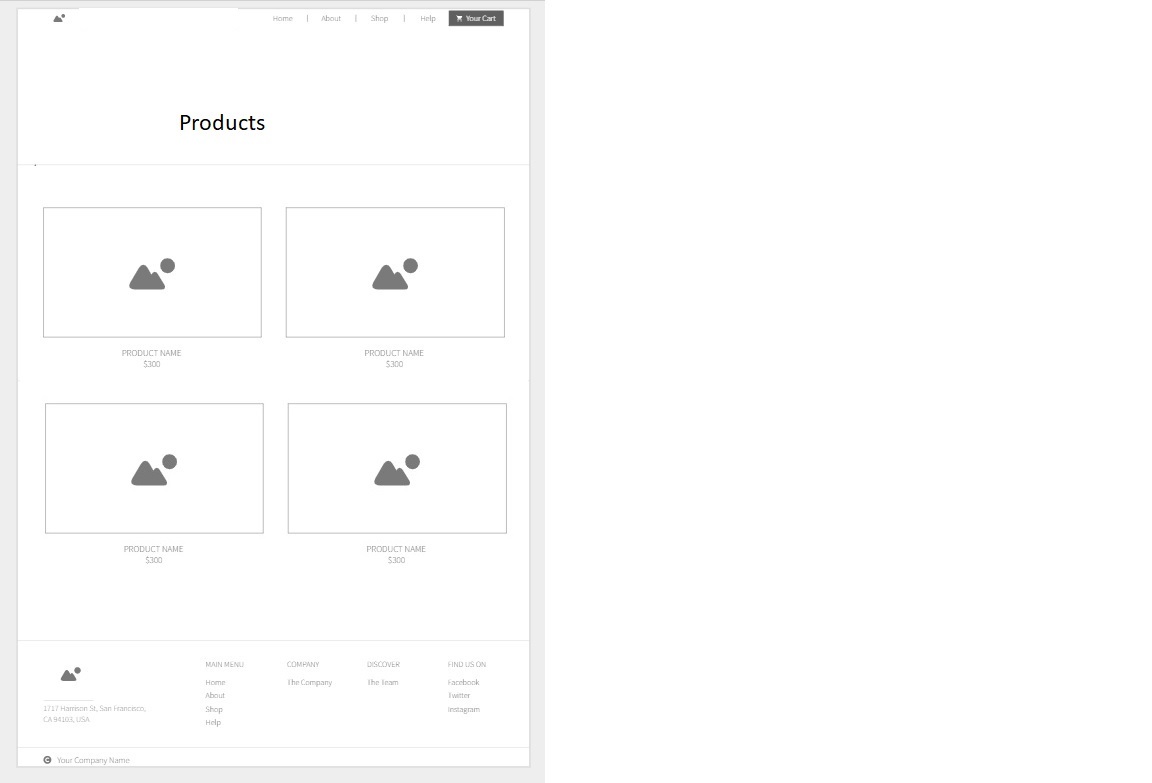 Home | About | Shop | Help Your Cart
Products
PRODUCT NAME
$300
PRODUCT NAME
$300
PRODUCT NAME
$300
PRODUCT NAME
$300
1717 Harrison St, San Francisco,
CA 94103, USA
MAIN MENU
Home
About
Shop
Help
COMPANY
The Company
DISCOVER
The Team
FIND US ON
Facebook
Twitter
Instagram
© Your Company Name